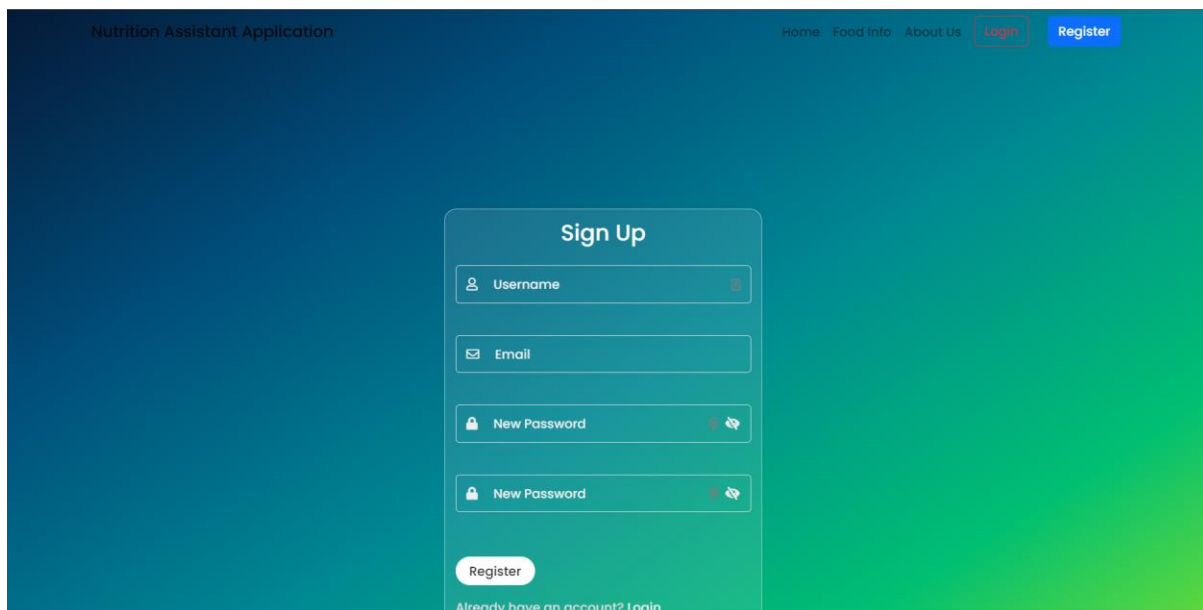 Nutrition Assistant Application
Home Food Info About Us Login Register
Sign Up
Username
Email
New Password
New Password
Register
Already have an account? Login